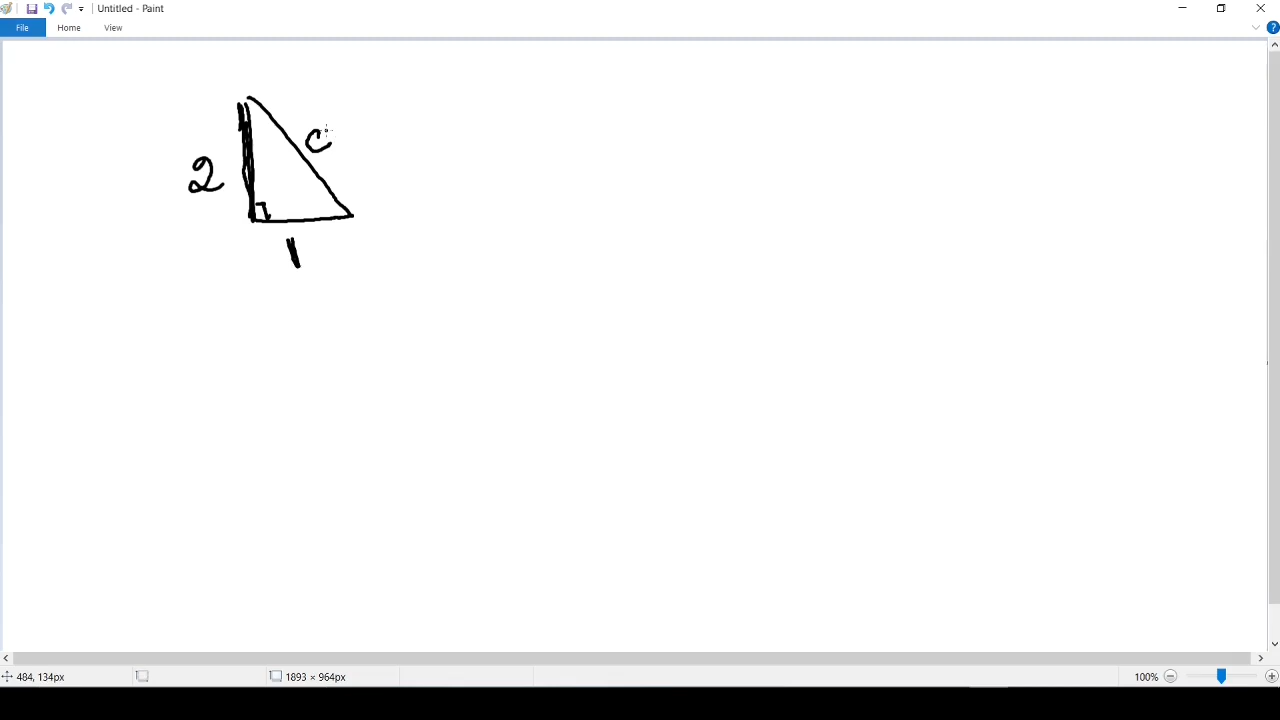 Untitled - Paint
File Home View
c
2
1
484, 134px 1893 × 964px 100%